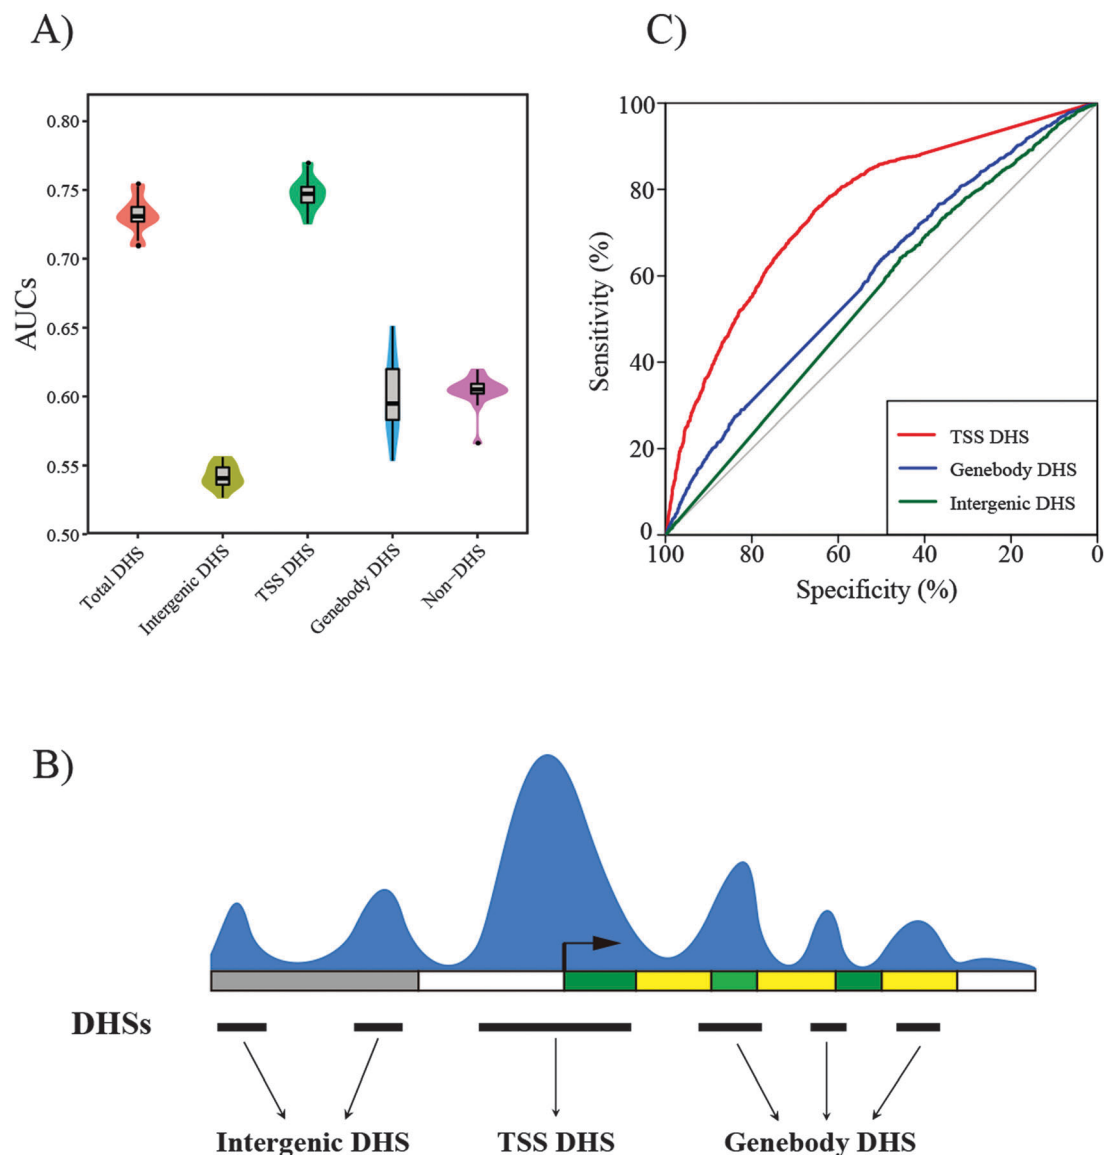 A)
AUCs
0.80
0.75
0.70
0.65
0.60
0.55
0.50
Total DHS
Intergenic DHS
TSS DHS
Genebody DHS
Non-DHS
C)
Sensitivity (%)
100
80
60
40
20
0
100 80 60 40 20 0
Specificity (%)
TSS DHS
Genebody DHS
Intergenic DHS
B)
DHSs
Intergenic DHS TSS DHS Genebody DHS